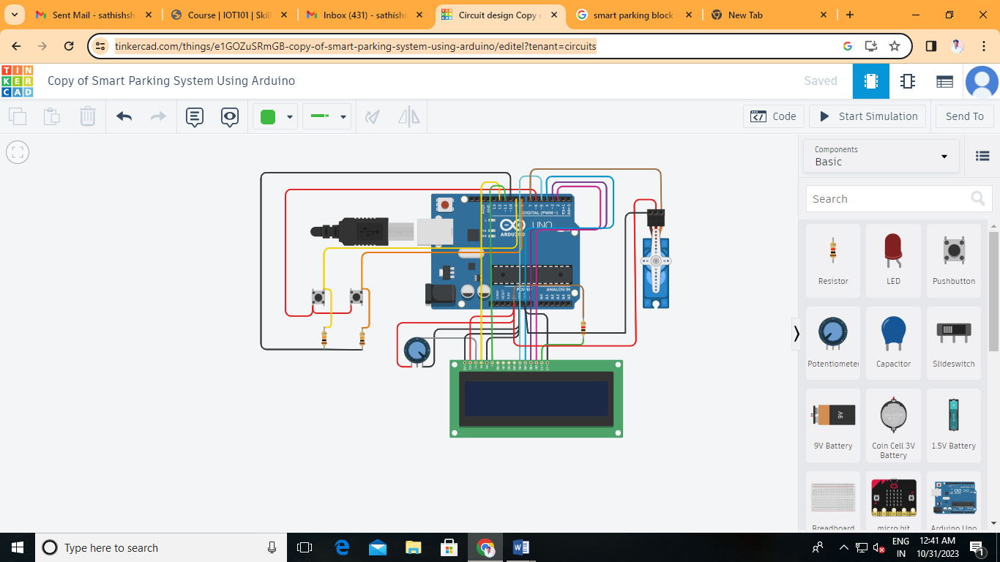 Sent Mail - sathishsh
Course | IOT101 | Skil
Inbox (431) - sathish
Circuit design Copy o
smart parking block
New Tab
tinkercad.com/things/e1GOZuSRmGB-copy-of-smart-parking-system-using-arduino/editel?tenant=circuits
TIN
KER
CAD
Copy of Smart Parking System Using Arduino
Saved
Code
Start Simulation
Send To
Components
Basic
Search
DIGITAL (PWM~)
UNO
ARDUINO
POWER
ANALOG IN
Resistor
LED
Pushbutton
Potentiometer
Capacitor
Slideswitch
9V
9V Battery
Coin Cell 3V
Battery
1.5V Battery
Breadboard
micro:bit
Arduino Uno
Type here to search
ENG
IN
12:41 AM
10/31/2023
1